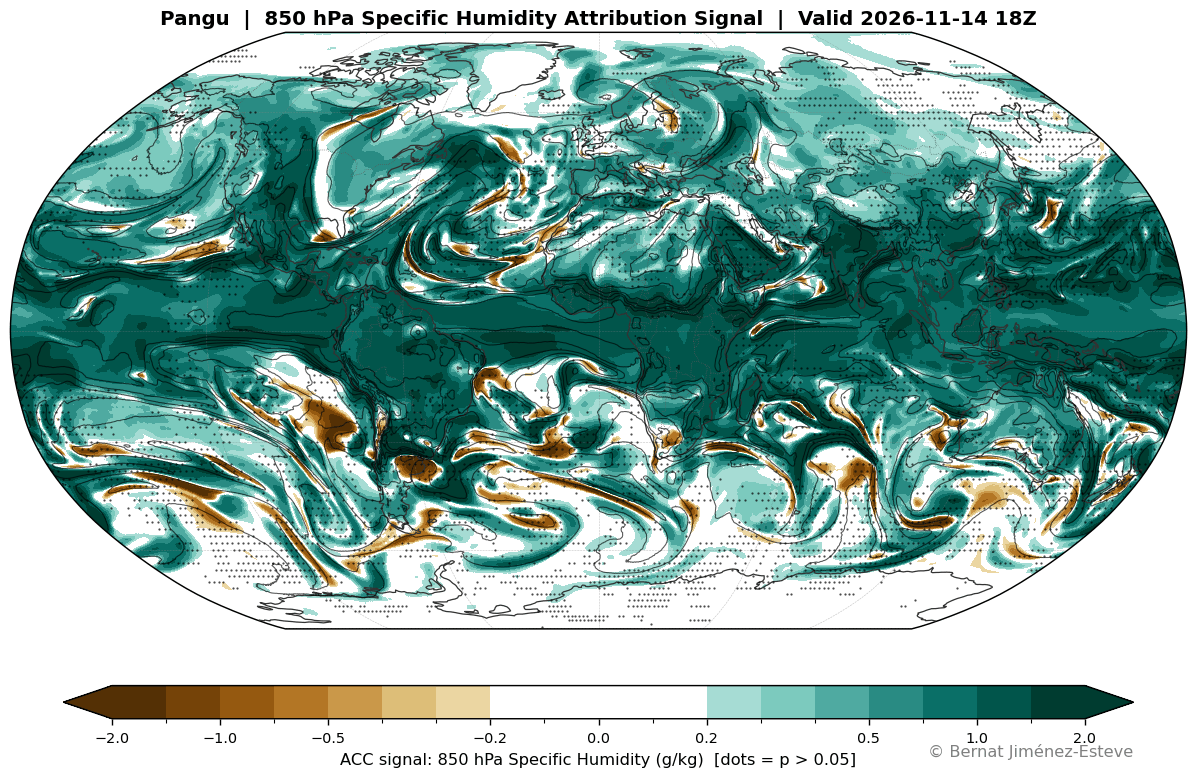 Pangu  |  850 hPa Specific Humidity Attribution Signal  |  Valid 2026-11-14 18Z
−2.0 −1.0 −0.5 −0.2 0.0 0.2 0.5 1.0 2.0
ACC signal: 850 hPa Specific Humidity (g/kg)  [dots = p > 0.05]
© Bernat Jiménez-Esteve